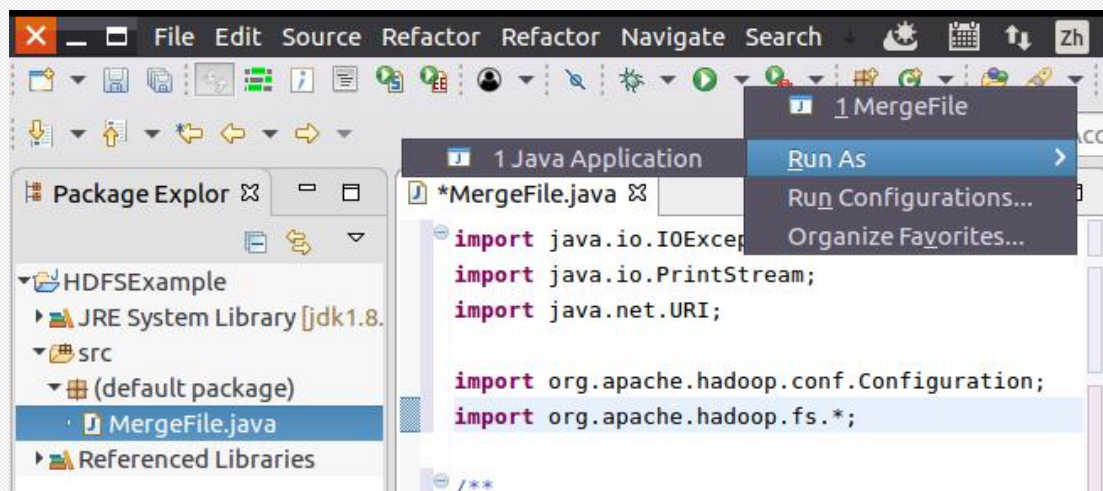 File Edit Source Refactor Refactor Navigate Search Zh
1 MergeFile
1 Java Application
Run As
Package Explor
*MergeFile.java
Run Configurations...
Organize Favorites...
import java.io.IOExcep
import java.io.PrintStream;
import java.net.URI;
HDFSExample
JRE System Library [jdk1.8.
src
(default package)
MergeFile.java
Referenced Libraries
import org.apache.hadoop.conf.Configuration;
import org.apache.hadoop.fs.*;
/**